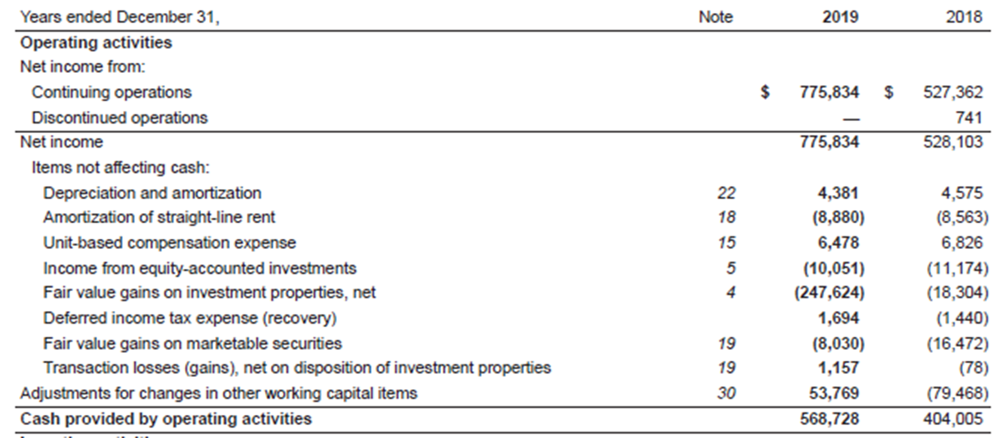 Years ended December 31, Note 2019 2018
Operating activities
Net income from:
Continuing operations $ 775,834 $ 527,362
Discontinued operations — 741
Net income 775,834 528,103
Items not affecting cash:
Depreciation and amortization 22 4,381 4,575
Amortization of straight-line rent 18 (8,880) (8,563)
Unit-based compensation expense 15 6,478 6,826
Income from equity-accounted investments 5 (10,051) (11,174)
Fair value gains on investment properties, net 4 (247,624) (18,304)
Deferred income tax expense (recovery) 1,694 (1,440)
Fair value gains on marketable securities 19 (8,030) (16,472)
Transaction losses (gains), net on disposition of investment properties 19 1,157 (78)
Adjustments for changes in other working capital items 30 53,769 (79,468)
Cash provided by operating activities 568,728 404,005